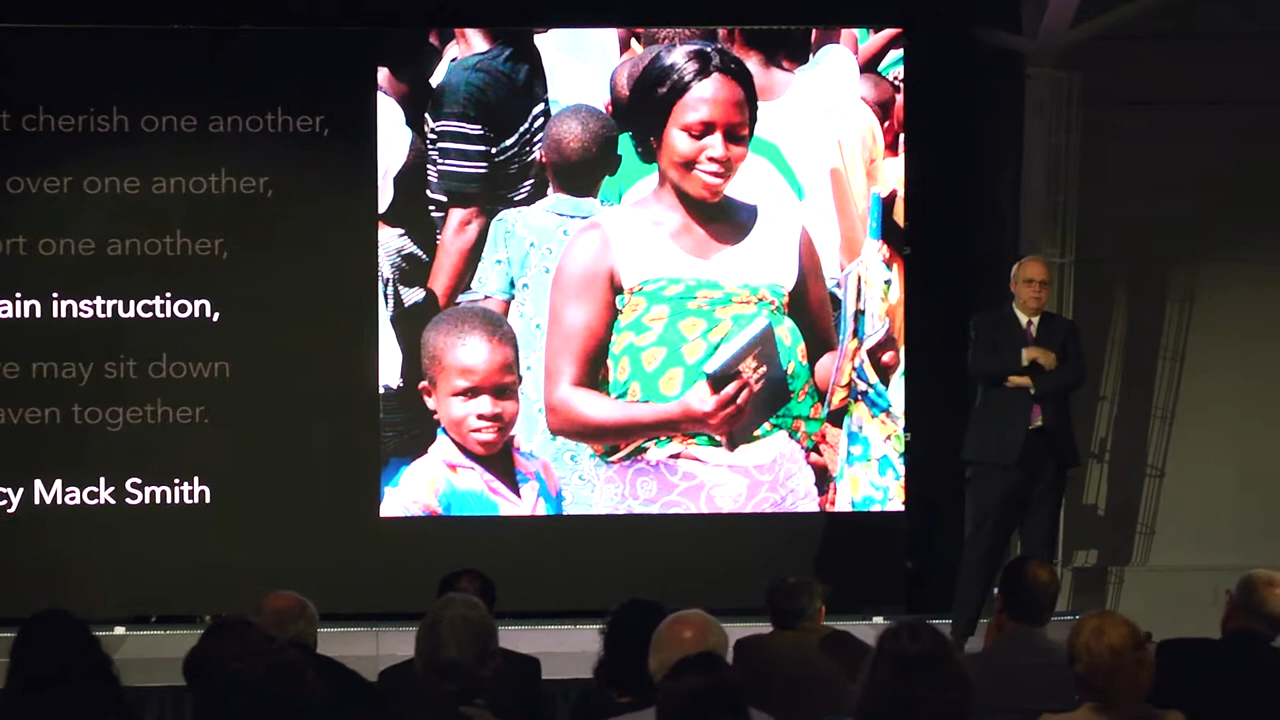 t cherish one another,
over one another,
ort one another,
ain instruction,
e may sit down
aven together.
cy Mack Smith